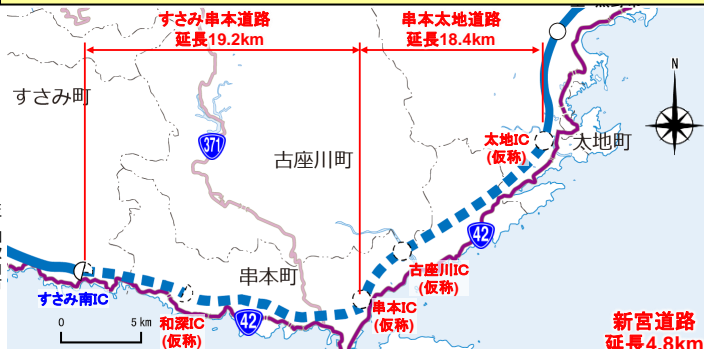 すさみ串本道路
延長19.2km
串本太地道路
延長18.4km
すさみ町
N
371
太地IC
(仮称)
太地町
古座川町
42
古座川IC
(仮称)
串本町
すさみ南IC
和深IC
(仮称)
42
串本IC
(仮称)
0 5km
新宮道路
延長4.8km